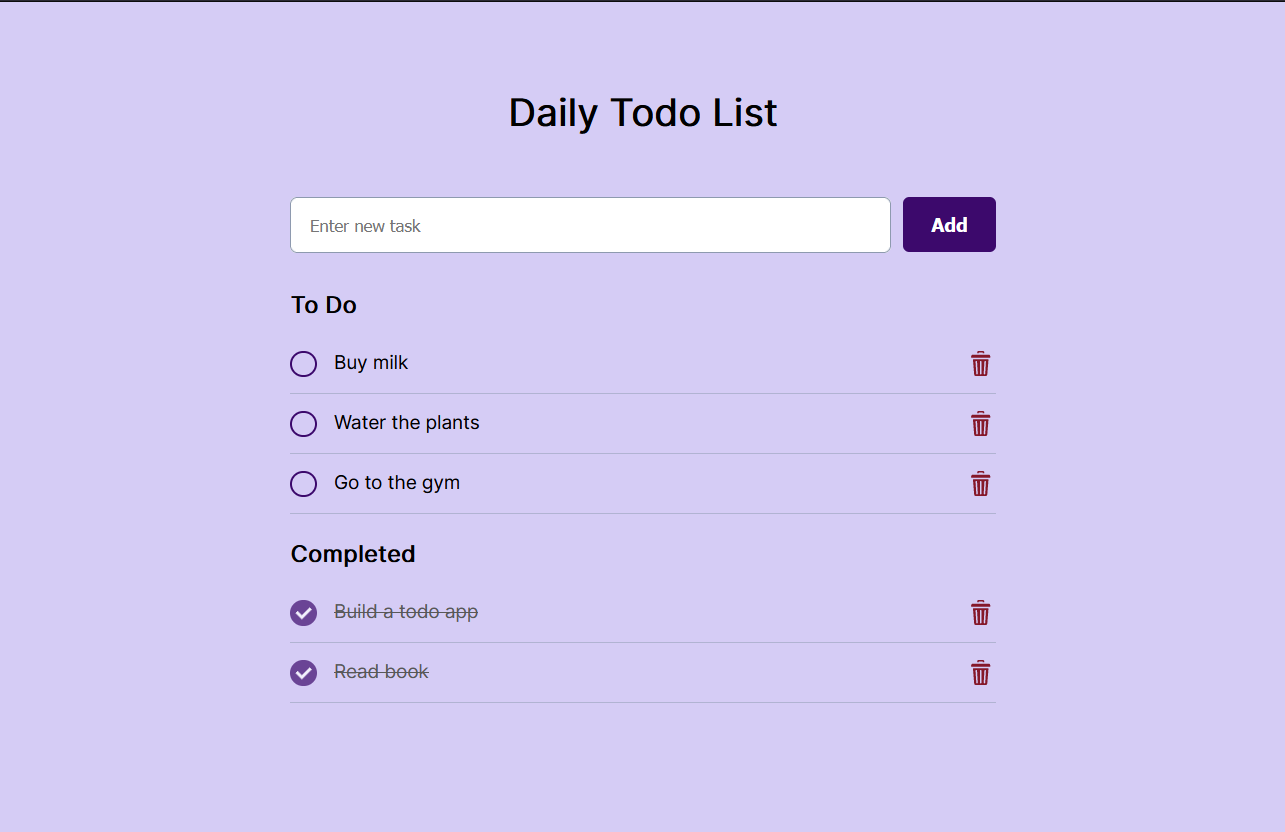 Daily Todo List
Enter new task
Add
To Do
Buy milk
Water the plants
Go to the gym
Completed
Build a todo app
Read book